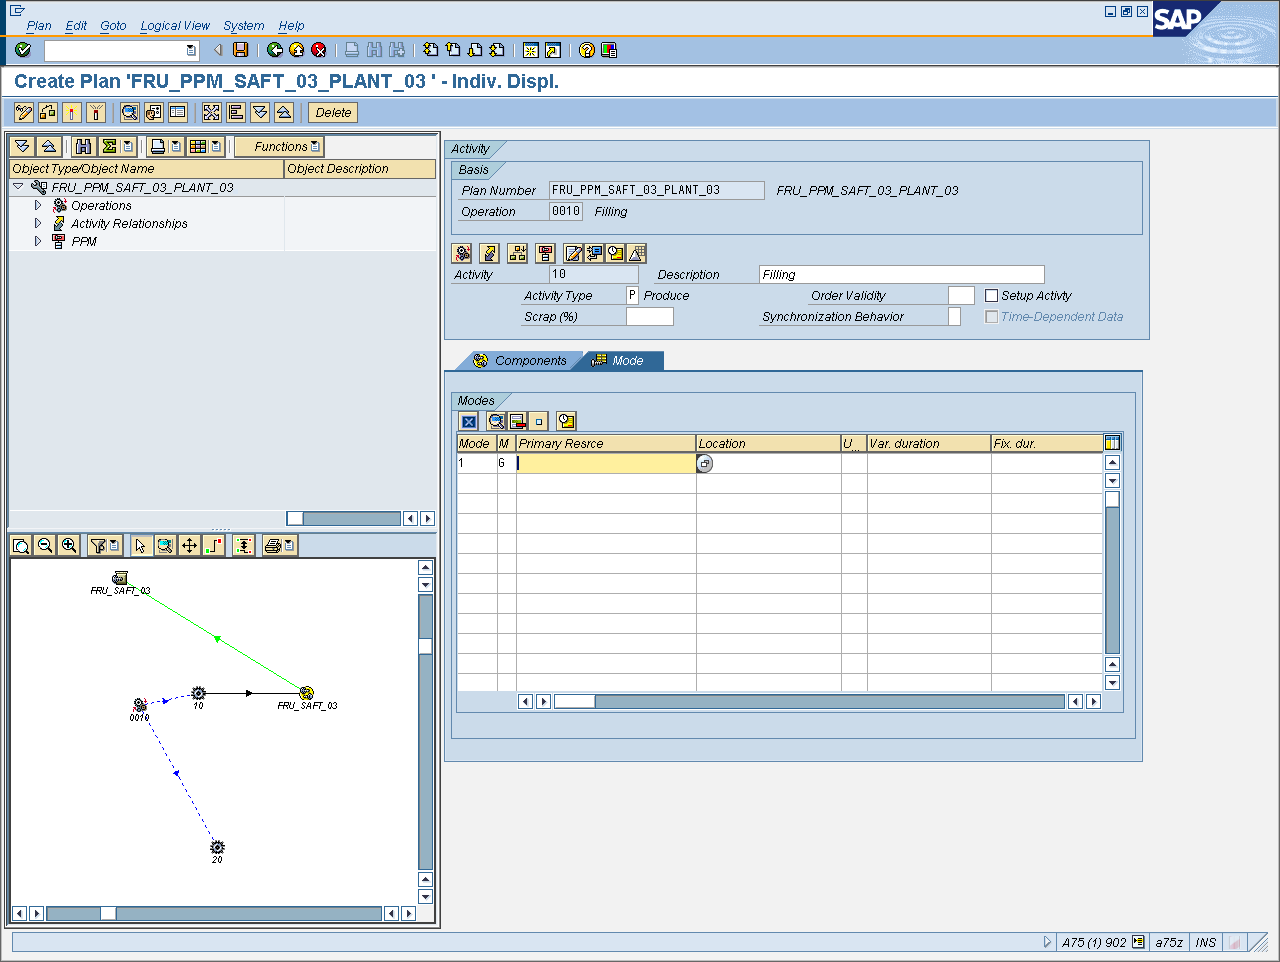 Plan Edit Goto Logical View System Help
SAP
Create Plan 'FRU_PPM_SAFT_03_PLANT_03 ' - Indiv. Displ.
Delete
Functions
Object Type/Object Name Object Description
FRU_PPM_SAFT_03_PLANT_03
Operations
Activity Relationships
PPM
Activity
Basis
Plan Number FRU_PPM_SAFT_03_PLANT_03 FRU_PPM_SAFT_03_PLANT_03
Operation 0010 Filling
Activity 10 Description Filling
Activity Type P Produce Order Validity Setup Activty
Scrap (%) Synchronization Behavior Time-Dependent Data
Components Mode
Modes
Mode M Primary Resrce Location U... Var. duration Fix. dur.
1 G
FRU_SAFT_03
10
FRU_SAFT_03
0010
20
A75 (1) 902 a75z INS